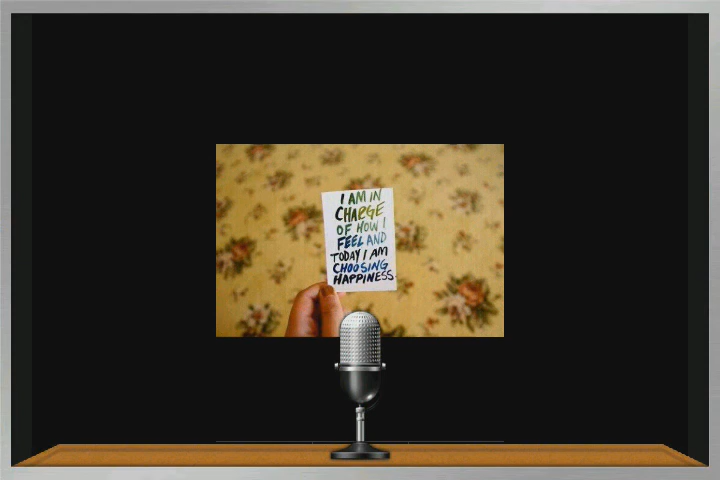 I AM IN
CHARGE
OF HOW I
FEEL AND
TODAY I AM
CHOOSING
HAPPINESS.